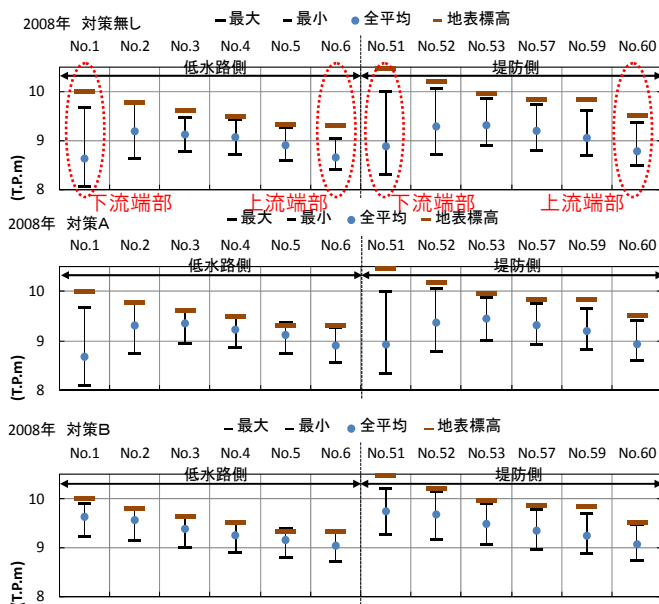 2008年 対策無し 最大 最小 全平均 地表標高
No.1 No.2 No.3 No.4 No.5 No.6 No.51 No.52 No.53 No.57 No.59 No.60
低水路側 堤防側
10
9
8
(T.P.m)
下流端部 上流端部 下流端部 上流端部
2008年 対策A 最大 最小 全平均 地表標高
No.1 No.2 No.3 No.4 No.5 No.6 No.51 No.52 No.53 No.57 No.59 No.60
低水路側 堤防側
10
9
8
(T.P.m)
2008年 対策B 最大 最小 全平均 地表標高
No.1 No.2 No.3 No.4 No.5 No.6 No.51 No.52 No.53 No.57 No.59 No.60
低水路側 堤防側
10
9
8
(T.P.m)